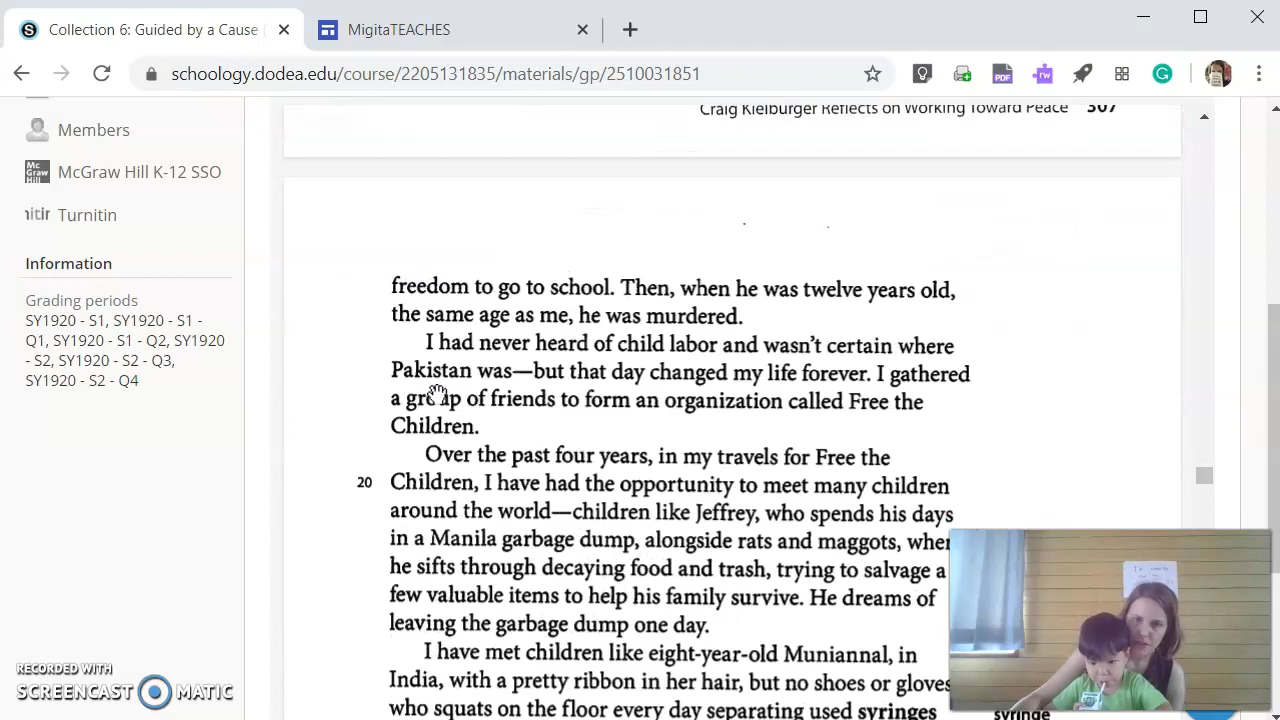 Collection 6: Guided by a Cause
MigitaTEACHES
schoology.dodea.edu/course/2205131835/materials/gp/2510031851
Craig Kielburger Reflects on Working Toward Peace 307
Members
Mc Graw Hill
McGraw Hill K-12 SSO
Turnitin
Information
Grading periods
SY1920 - S1, SY1920 - S1 -
Q1, SY1920 - S1 - Q2, SY1920
- S2, SY1920 - S2 - Q3,
SY1920 - S2 - Q4
freedom to go to school. Then, when he was twelve years old,
the same age as me, he was murdered.
I had never heard of child labor and wasn't certain where
Pakistan was—but that day changed my life forever. I gathered
a group of friends to form an organization called Free the
Children.
Over the past four years, in my travels for Free the
20 Children, I have had the opportunity to meet many children
around the world—children like Jeffrey, who spends his days
in a Manila garbage dump, alongside rats and maggots, wher
he sifts through decaying food and trash, trying to salvage a
few valuable items to help his family survive. He dreams of
leaving the garbage dump one day.
I have met children like eight-year-old Muniannal, in
India, with a pretty ribbon in her hair, but no shoes or gloves
who squats on the floor every day separating used syringes
syringe
RECORDED WITH
SCREENCAST MATIC